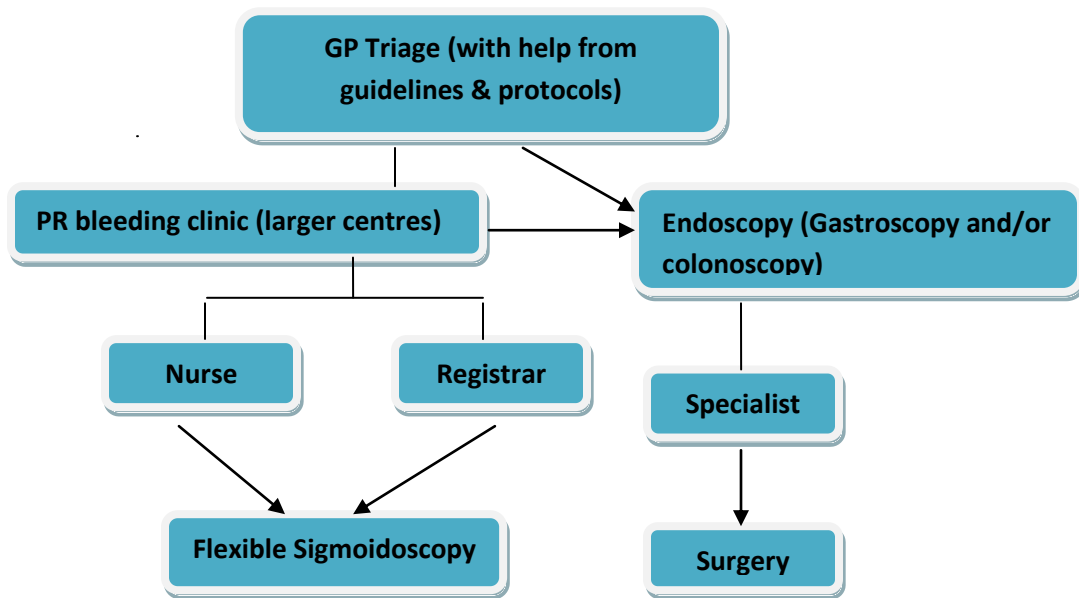 GP Triage (with help from
guidelines & protocols)
PR bleeding clinic (larger centres)
Endoscopy (Gastroscopy and/or
colonoscopy)
Nurse
Registrar
Specialist
Flexible Sigmoidoscopy
Surgery